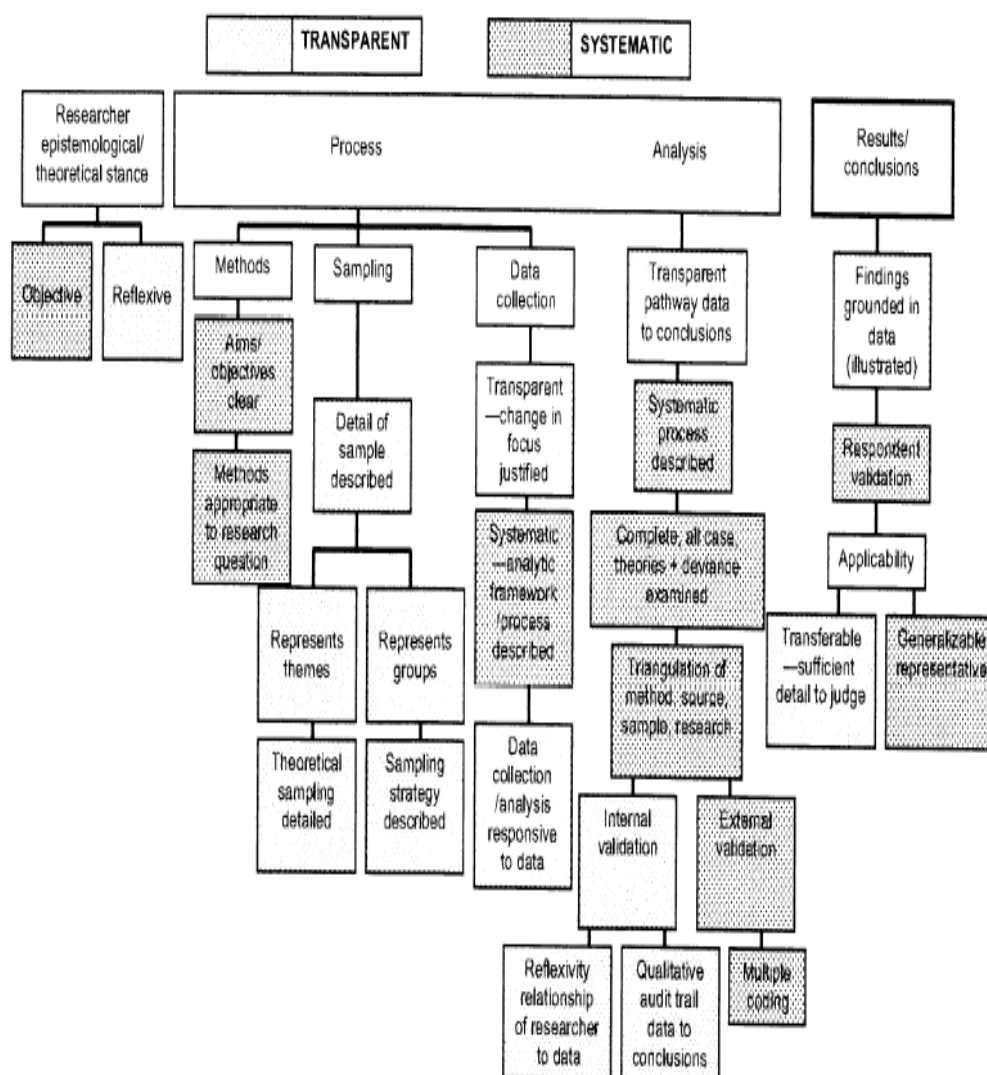 TRANSPARENT
SYSTEMATIC
Researcher
epistemological/
theoretical stance
Process
Analysis
Results/
conclusions
Objective
Reflexive
Methods
Sampling
Data
collection
Transparent
pathway data
to conclusions
Findings
grounded in
data
(illustrated)
Aims/
objectives
clear
Detail of
sample
described
Transparent
—change in
focus
justified
Systematic
process
described
Respondent
validation
Methods
appropriate
to research
question
Systematic
—analytic
framework
/process
described
Complete, all case,
theories + deviance
examined
Applicability
Represents
themes
Represents
groups
Triangulation of
method, source,
sample, research
Transferable
—sufficient
detail to judge
Generalizable
representative
Theoretical
sampling
detailed
Sampling
strategy
described
Data
collection
/analysis
responsive
to data
Internal
validation
External
validation
Reflexivity
relationship
of researcher
to data
Qualitative
audit trail
data to
conclusions
Multiple
coding